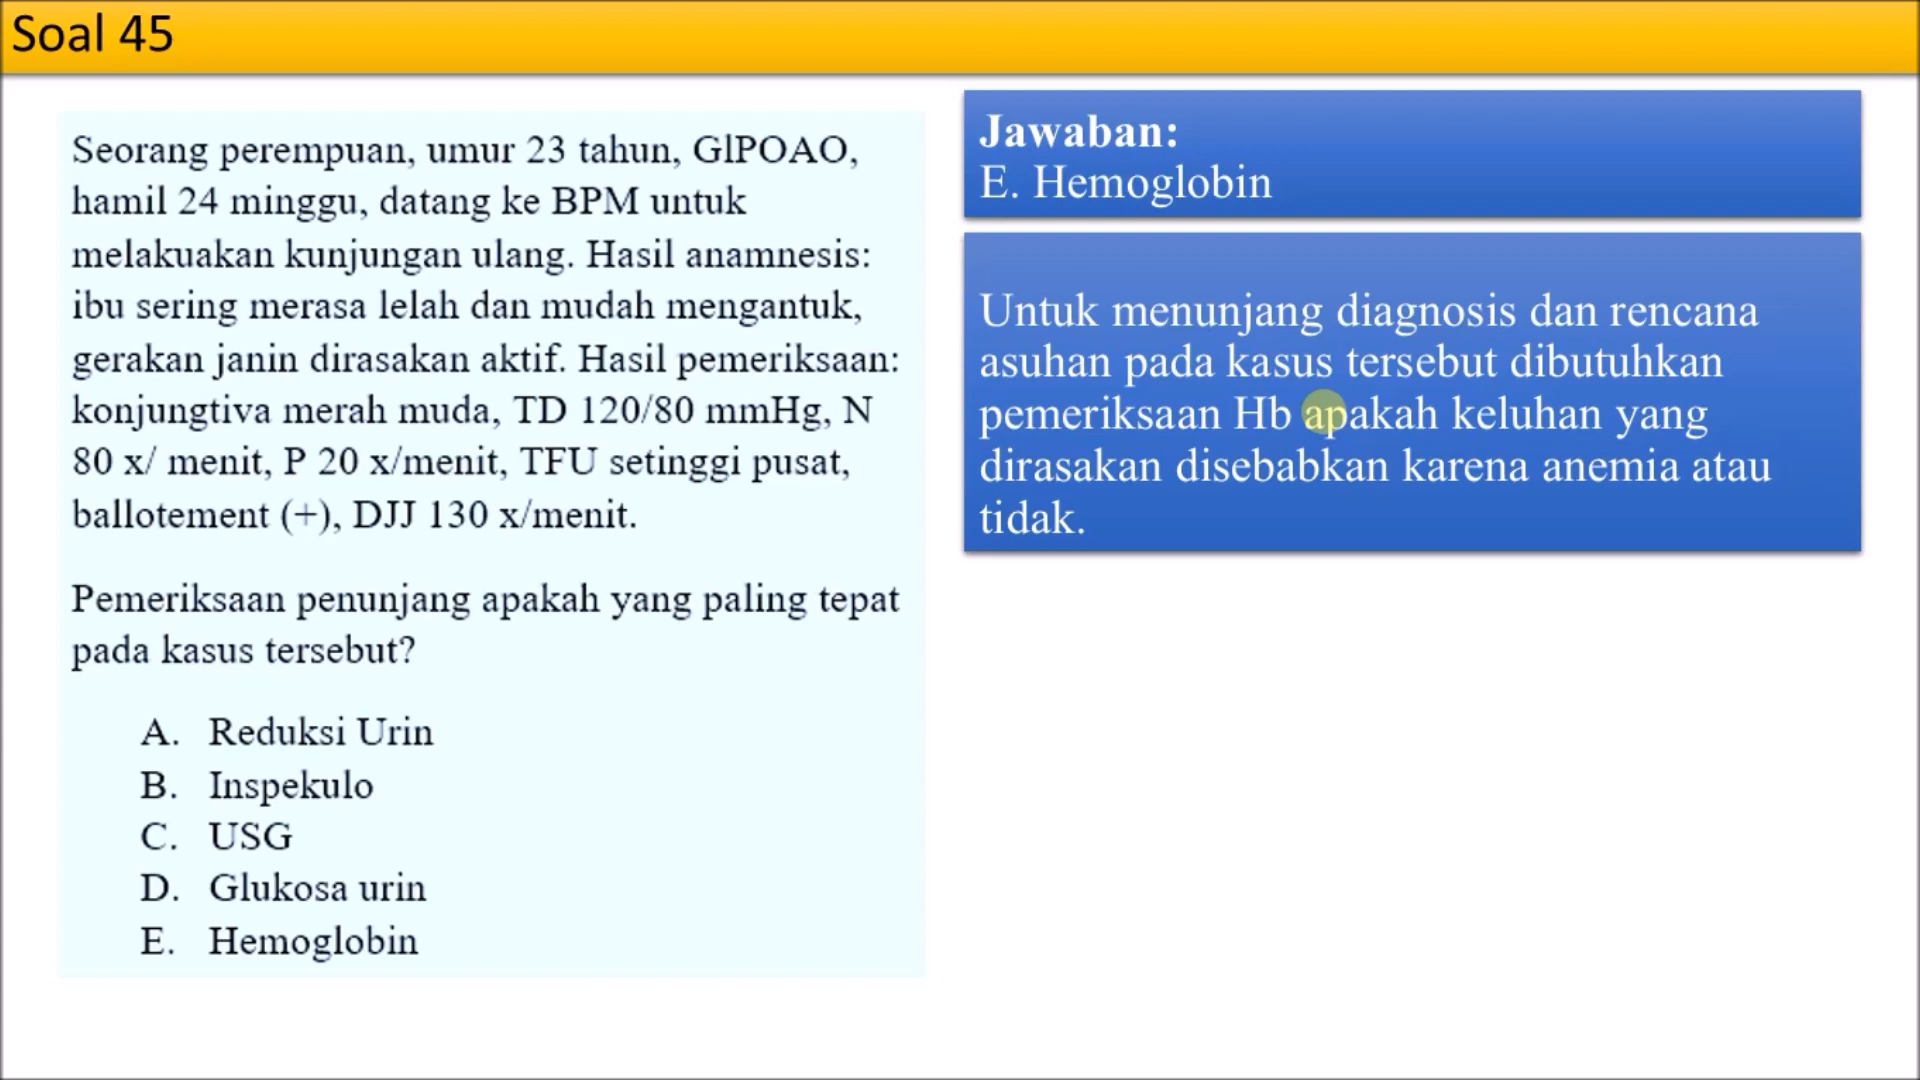 Soal 45
Seorang perempuan, umur 23 tahun, GlPOAO,
hamil 24 minggu, datang ke BPM untuk
melakuakan kunjungan ulang. Hasil anamnesis:
ibu sering merasa lelah dan mudah mengantuk,
gerakan janin dirasakan aktif. Hasil pemeriksaan:
konjungtiva merah muda, TD 120/80 mmHg, N
80 x/ menit, P 20 x/menit, TFU setinggi pusat,
ballotement (+), DJJ 130 x/menit.
Pemeriksaan penunjang apakah yang paling tepat
pada kasus tersebut?
A. Reduksi Urin
B. Inspekulo
C. USG
D. Glukosa urin
E. Hemoglobin
Jawaban:
E. Hemoglobin
Untuk menunjang diagnosis dan rencana
asuhan pada kasus tersebut dibutuhkan
pemeriksaan Hb apakah keluhan yang
dirasakan disebabkan karena anemia atau
tidak.